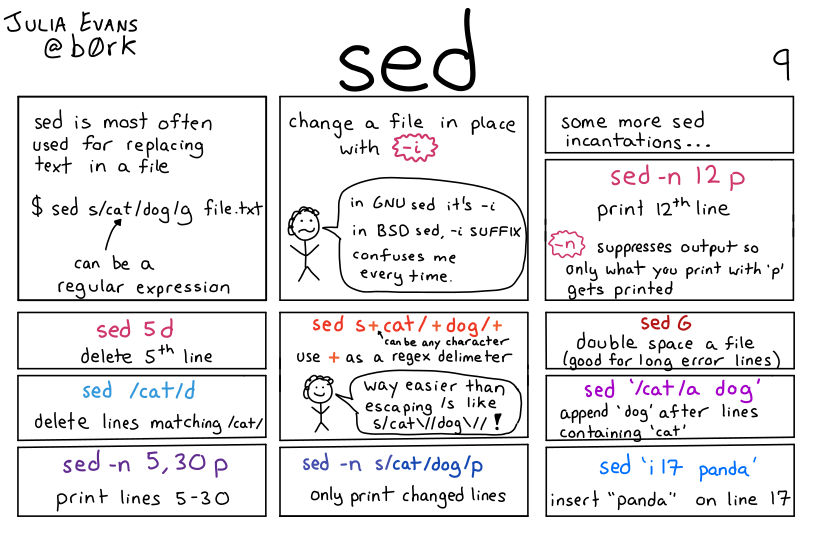 JULIA EVANS
@b0rk
sed
9
sed is most often
used for replacing
text in a file
$ sed s/cat/dog/g file.txt
can be a
regular expression
change a file in place
with -i
in GNU sed it's -i
in BSD sed, -i SUFFIX
confuses me
every time.
some more sed
incantations...
sed -n 12 p
print 12th line
-n suppresses output so
only what you print with 'p'
gets printed
sed 5d
delete 5th line
sed s+cat/+dog/+
can be any character
use + as a regex delimeter
way easier than
escaping /s like
s/cat\//dog\// !
sed G
double space a file
(good for long error lines)
sed /cat/d
delete lines matching /cat/
sed '/cat/a dog'
append 'dog' after lines
containing 'cat'
sed -n 5,30 p
print lines 5-30
sed -n s/cat/dog/p
only print changed lines
sed 'i 17 panda'
insert "panda" on line 17